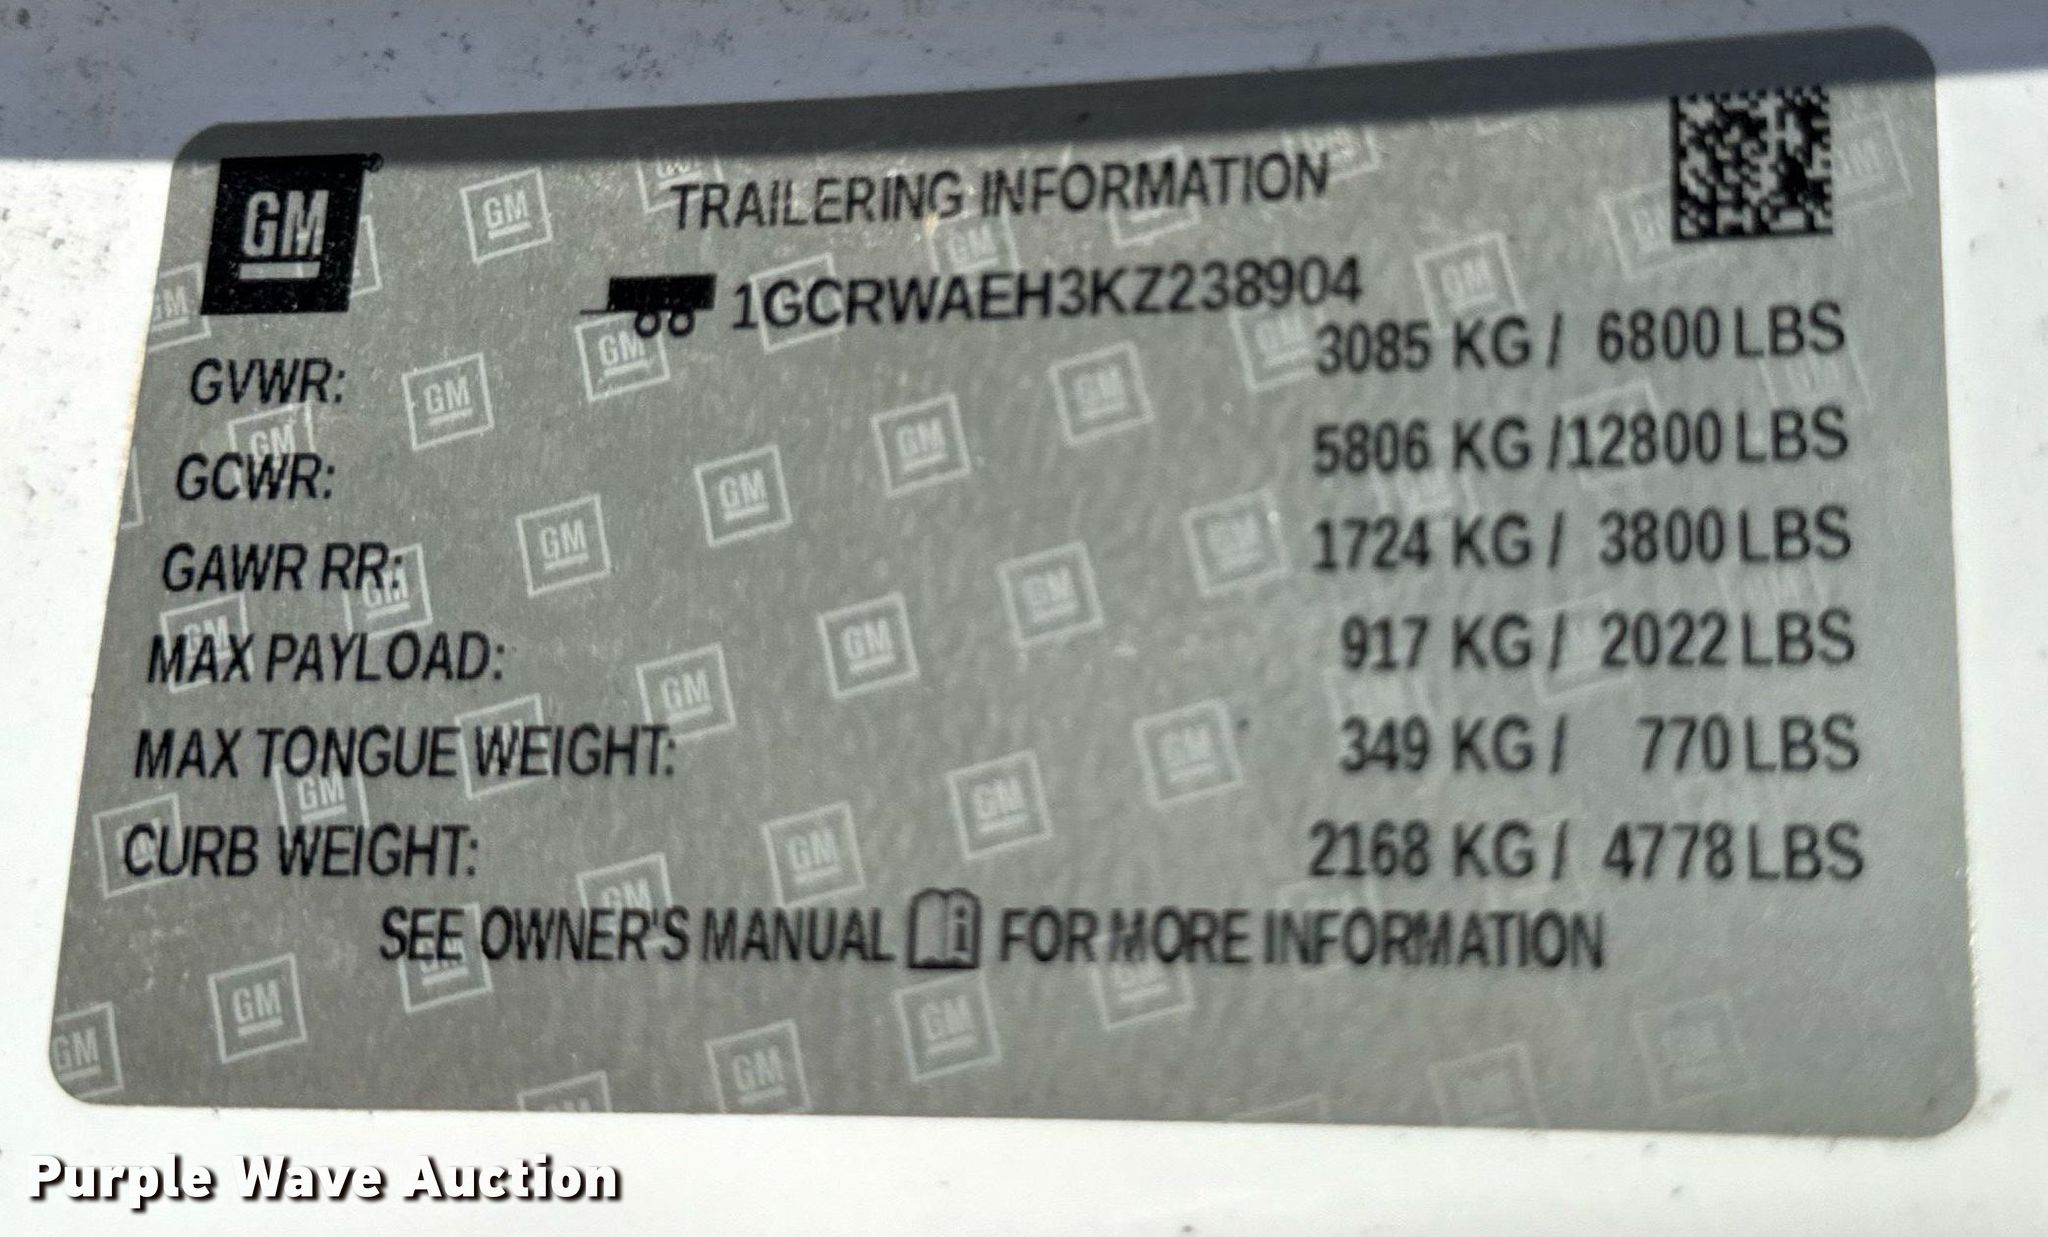 GM
TRAILERING INFORMATION
1GCRWAEH3KZ238904
GVWR: 3085 KG / 6800 LBS
GCWR: 5806 KG /12800 LBS
GAWR RR: 1724 KG / 3800 LBS
MAX PAYLOAD: 917 KG / 2022 LBS
MAX TONGUE WEIGHT: 349 KG / 770 LBS
CURB WEIGHT: 2168 KG / 4778 LBS
SEE OWNER'S MANUAL FOR MORE INFORMATION
Purple Wave Auction